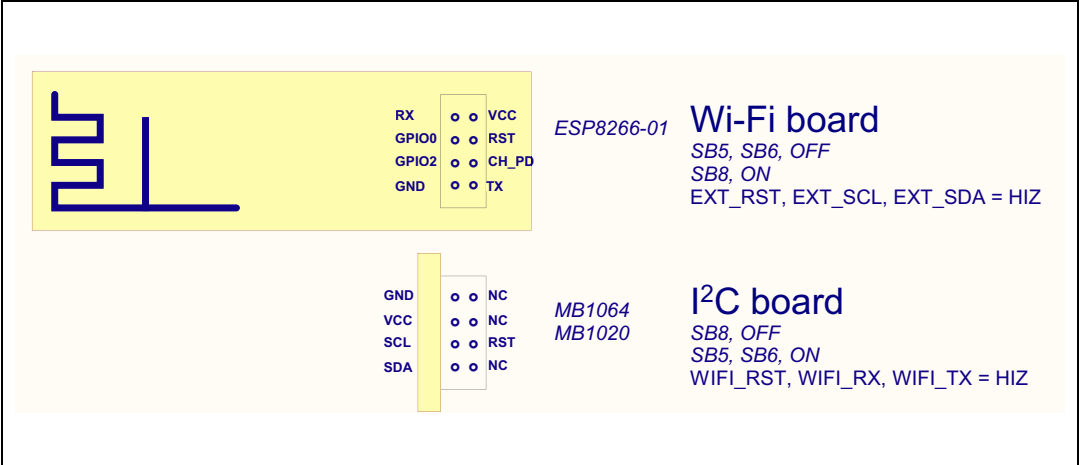 RX VCC
GPIO0 RST
GPIO2 CH_PD
GND TX
ESP8266-01
Wi-Fi board
SB5, SB6, OFF
SB8, ON
EXT_RST, EXT_SCL, EXT_SDA = HIZ
GND NC
VCC NC
SCL RST
SDA NC
MB1064
MB1020
I²C board
SB8, OFF
SB5, SB6, ON
WIFI_RST, WIFI_RX, WIFI_TX = HIZ